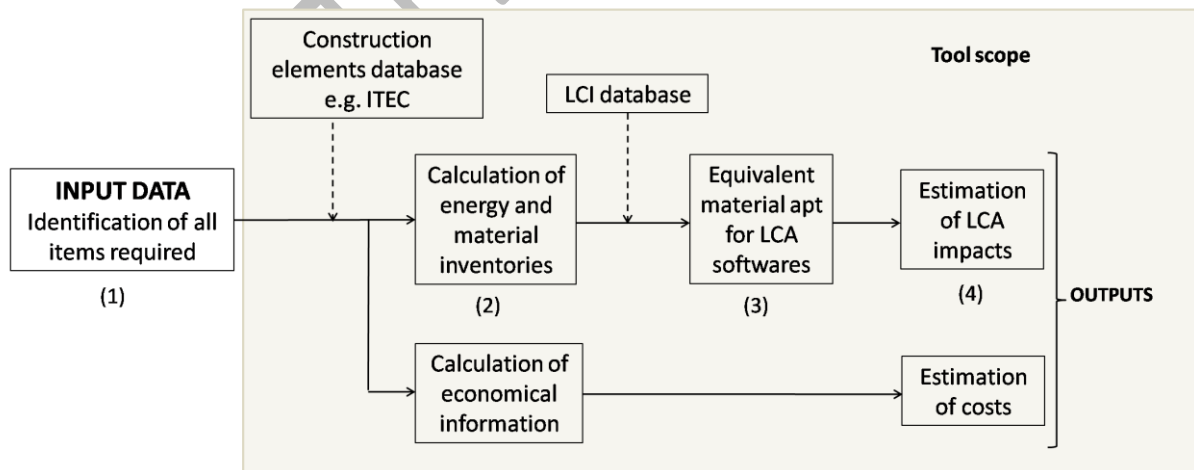 Construction
elements database
e.g. ITEC
Tool scope
LCI database
INPUT DATA
Identification of all
items required
(1)
Calculation of
energy and
material
inventories
(2)
Equivalent
material apt
for LCA
softwares
(3)
Estimation
of LCA
impacts
(4)
OUTPUTS
Calculation of
economical
information
Estimation
of costs